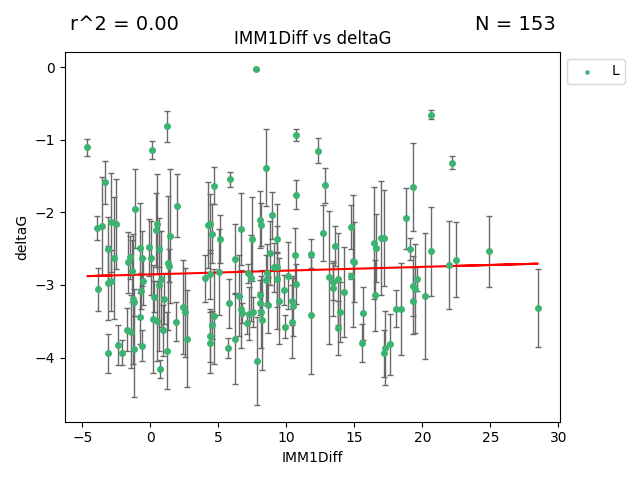 r^2 = 0.00
N = 153
IMM1Diff vs deltaG
L
0
−1
−2
−3
−4
deltaG
−5
0
5
10
15
20
25
30
IMM1Diff